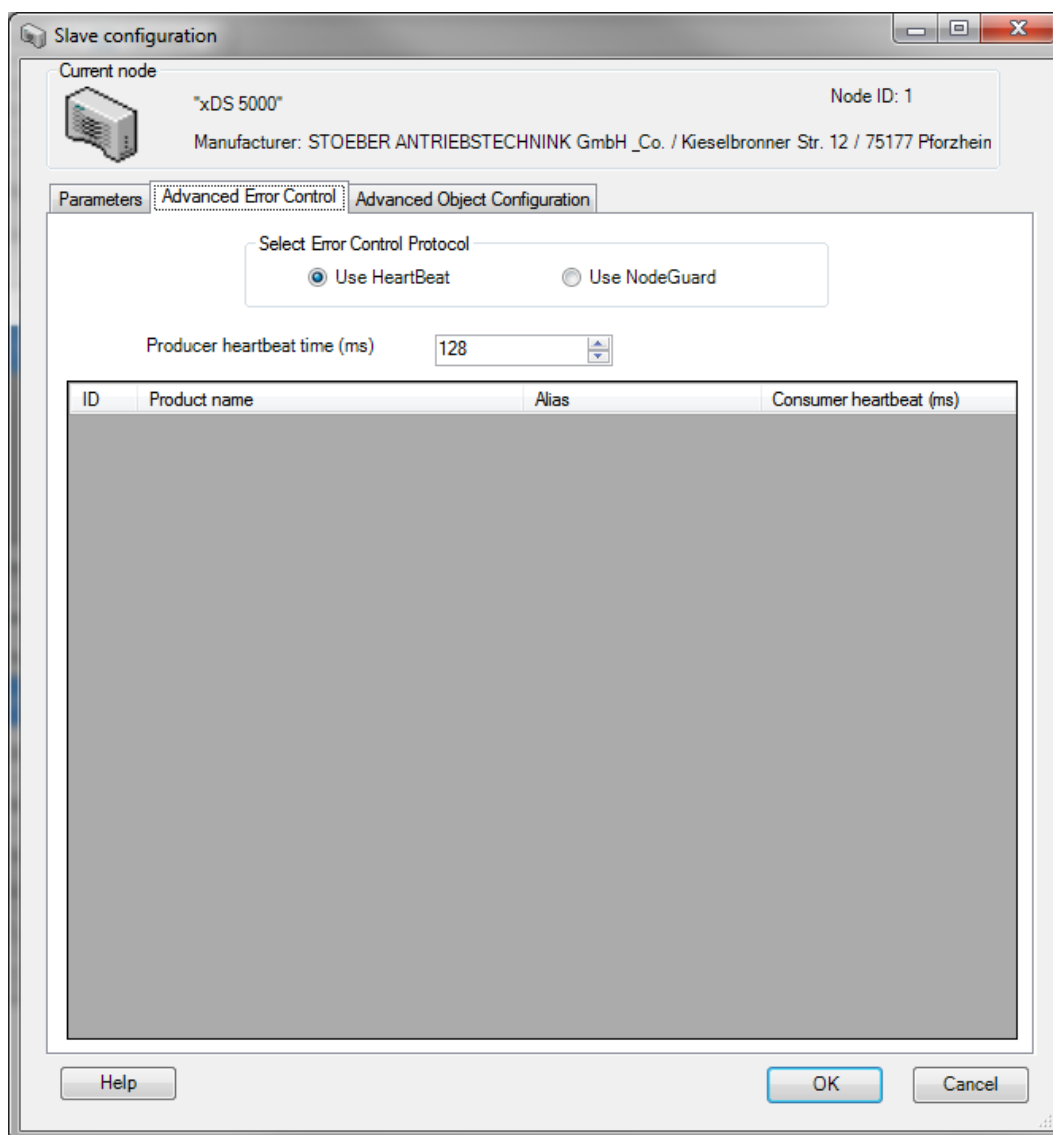 Slave configuration
Current node
"xDS 5000"
Node ID: 1
Manufacturer: STOEBER ANTRIEBSTECHNINK GmbH _Co. / Kieselbronner Str. 12 / 75177 Pforzhein
Parameters Advanced Error Control Advanced Object Configuration
Select Error Control Protocol
Use HeartBeat Use NodeGuard
Producer heartbeat time (ms) 128
ID Product name Alias Consumer heartbeat (ms)
Help OK Cancel